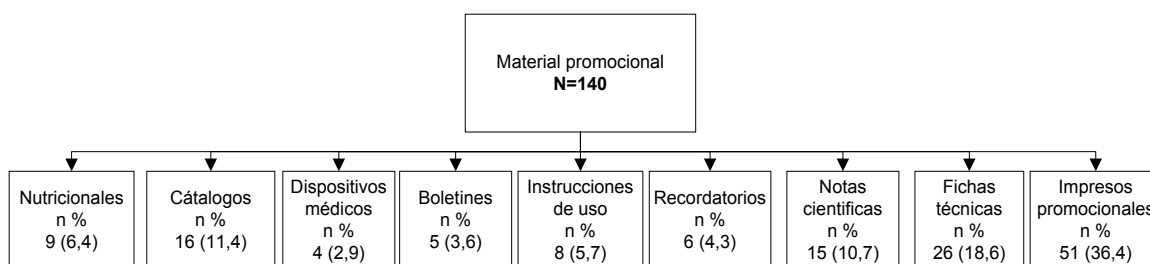 Material promocional
N=140
Nutricionales
n %
9 (6,4)
Cátalogos
n %
16 (11,4)
Dispositivos
médicos
n %
4 (2,9)
Boletines
n %
5 (3,6)
Instrucciones
de uso
n %
8 (5,7)
Recordatorios
n %
6 (4,3)
Notas
cientificas
n %
15 (10,7)
Fichas
técnicas
n %
26 (18,6)
Impresos
promocionales
n %
51 (36,4)